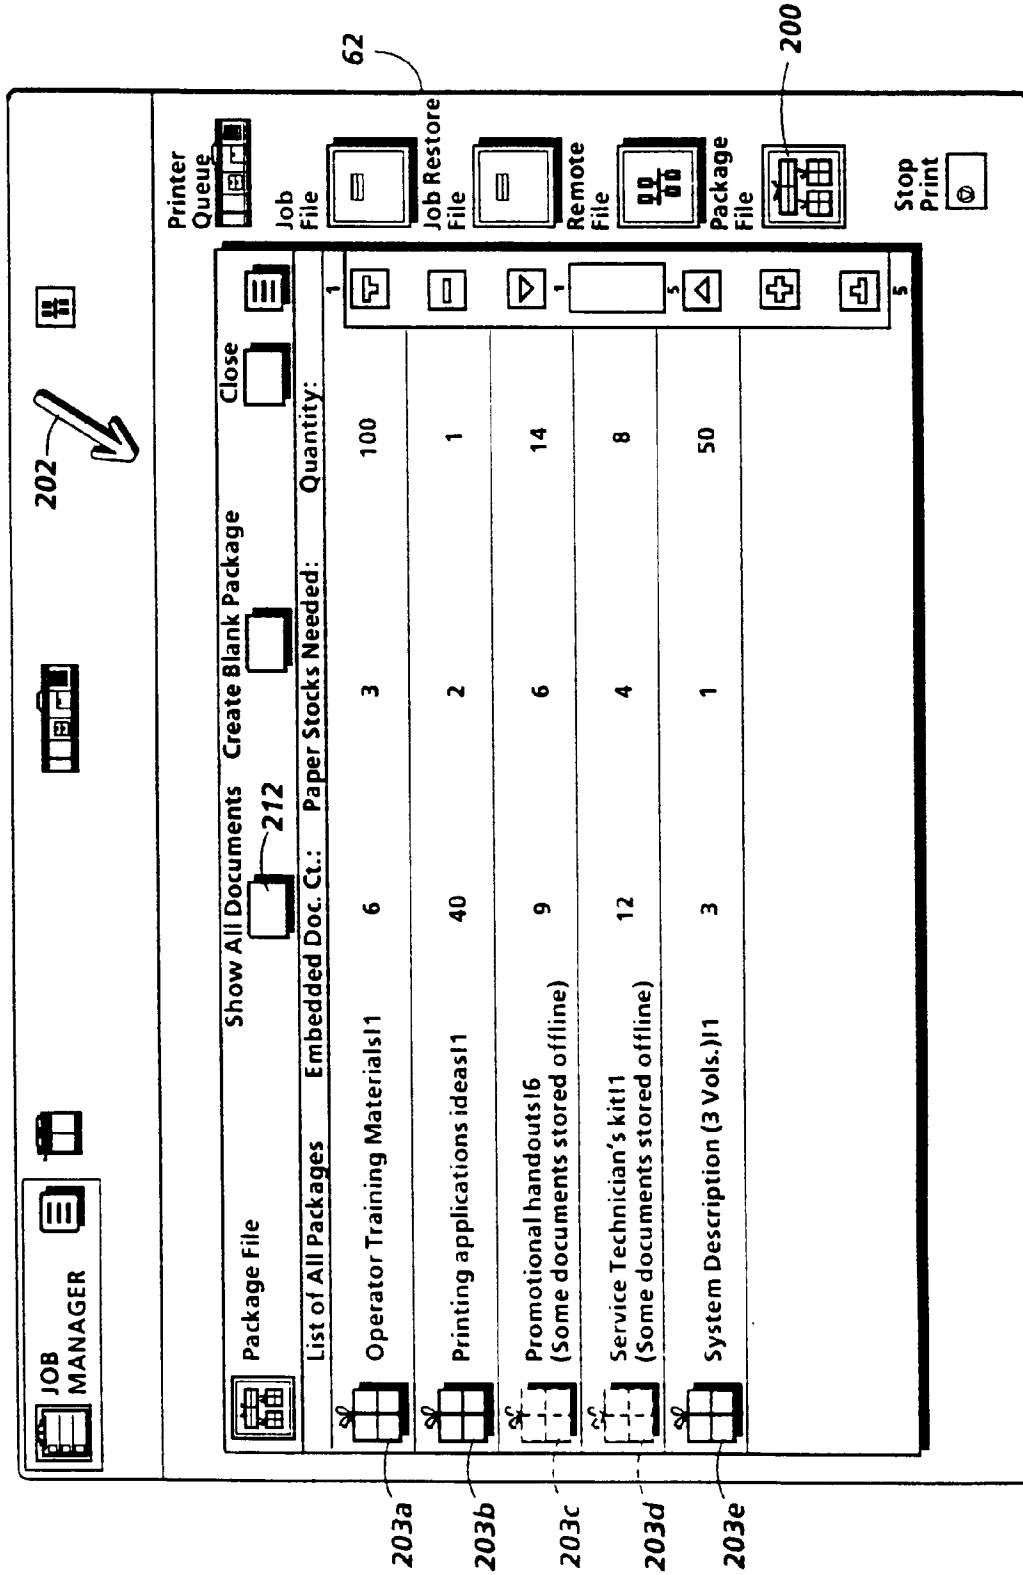 202
62
JOB
MANAGER
Printer
Queue
Package File
Show All Documents
Create Blank Package
Close
212
Job
File
List of All Packages
Embedded Doc. Ct.:
Paper Stocks Needed:
Quantity:
1
203a
Operator Training Materials!1
6
3
100
Job Restore
File
203b
Printing applications ideas!1
40
2
1
203c
Promotional handouts!6
9
6
14
(Some documents stored offline)
1
Remote
File
203d
Service Technician's kit!1
12
4
8
(Some documents stored offline)
5
203e
System Description (3 Vols.)!1
3
1
50
Package
File
200
5
Stop
Print